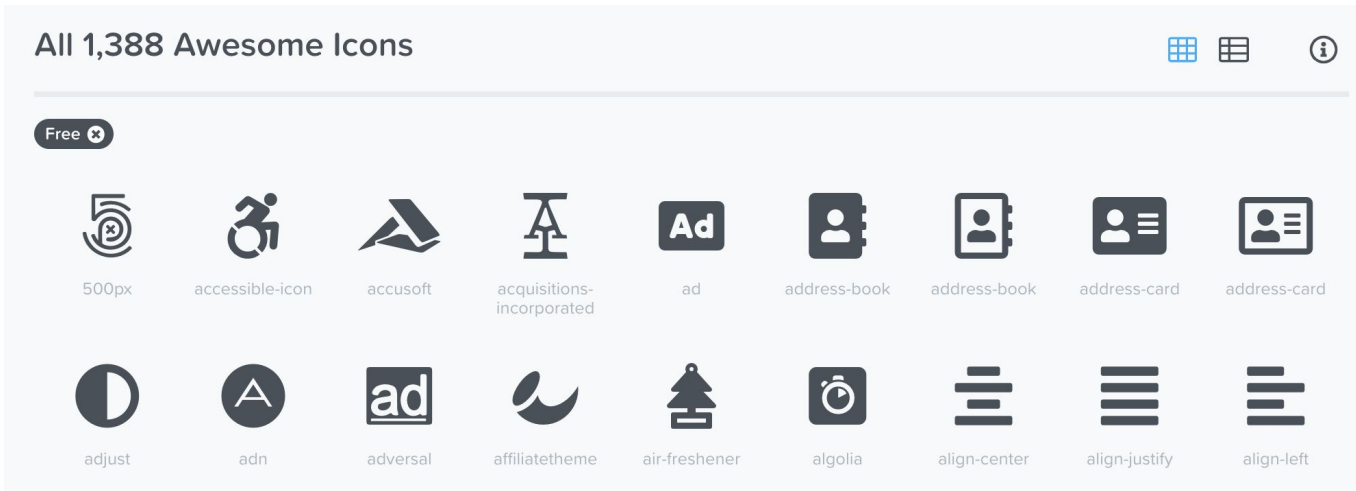 All 1,388 Awesome Icons
Free
Ad
500px
accessible-icon
accusoft
acquisitions-
incorporated
ad
address-book
address-book
address-card
address-card
A
ad
adjust
adn
adversal
affiliatetheme
air-freshener
algolia
align-center
align-justify
align-left